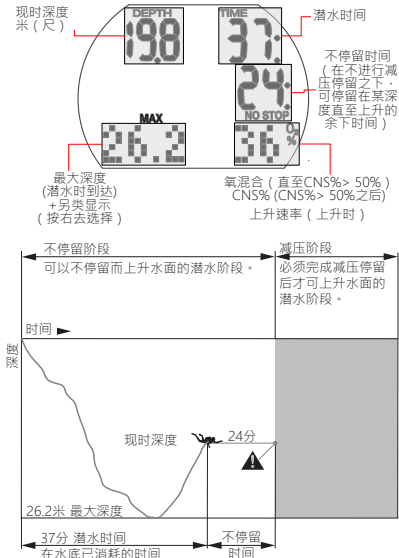 现时深度
米（尺）
DEPTH
19.8
TIME
37.
潜水时间
24.
NO STOP
不停留时间
（在不进行减
压停留之下，
可停留在某深
度直至上升的
余下时间）
MAX
26.2
36 O2
%
最大深度
(潜水时到达)
+另类显示
（按右去选择）
氧混合（直至CNS%> 50%）
CNS% (CNS%> 50%之后)
上升速率（上升时）
不停留阶段
可以不停留而上升水面的潜水阶段。
减压阶段
必须完成减压停留
后才可上升水面的
潜水阶段。
时间
深度
现时深度
24分
26.2米 最大深度
37分 潜水时间
在水底已消耗的时间
不停留
时间